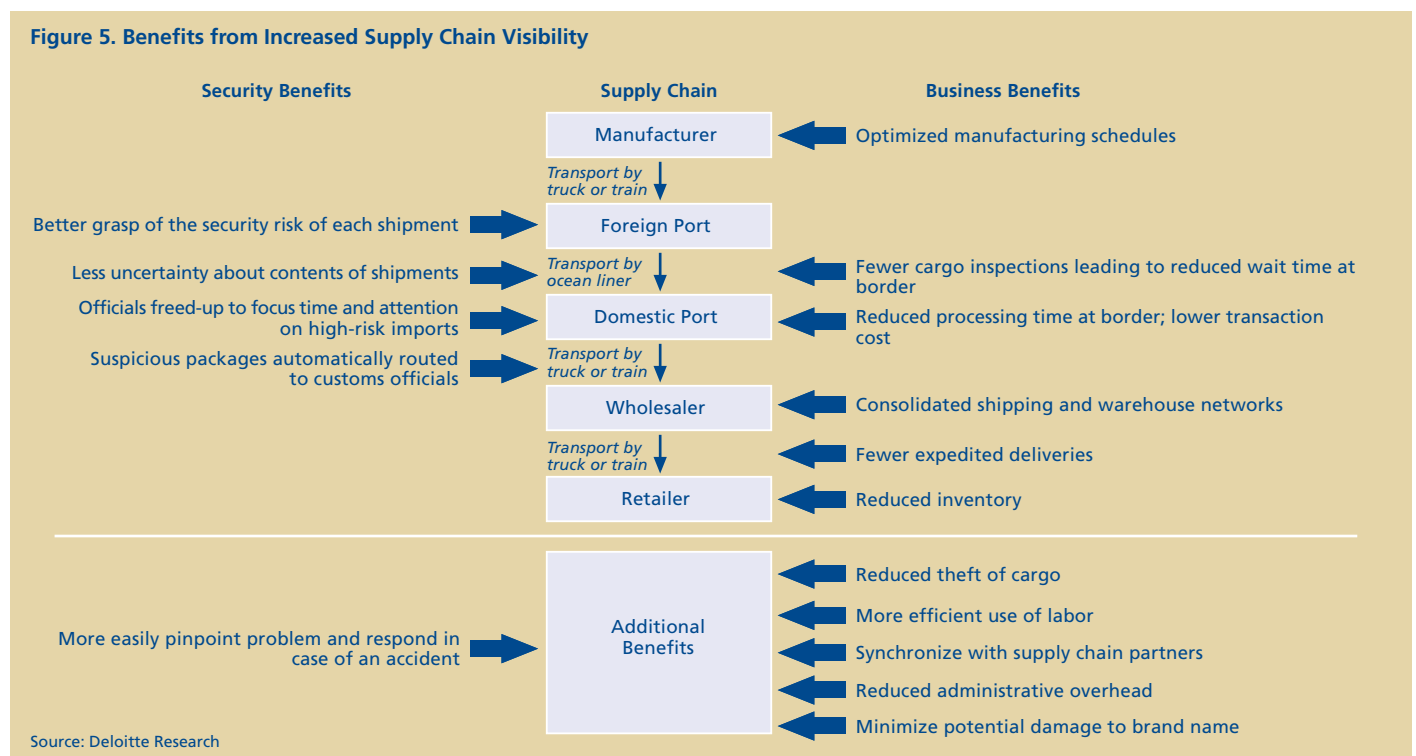 Figure 5. Benefits from Increased Supply Chain Visibility
Security Benefits
Supply Chain
Business Benefits
Manufacturer
Optimized manufacturing schedules
Transport by
truck or train
Better grasp of the security risk of each shipment
Foreign Port
Less uncertainty about contents of shipments
Transport by
ocean liner
Fewer cargo inspections leading to reduced wait time at
border
Officials freed-up to focus time and attention
on high-risk imports
Domestic Port
Reduced processing time at border; lower transaction
cost
Suspicious packages automatically routed
to customs officials
Transport by
truck or train
Wholesaler
Consolidated shipping and warehouse networks
Transport by
truck or train
Fewer expedited deliveries
Retailer
Reduced inventory
More easily pinpoint problem and respond in
case of an accident
Additional
Benefits
Reduced theft of cargo
More efficient use of labor
Synchronize with supply chain partners
Reduced administrative overhead
Minimize potential damage to brand name
Source: Deloitte Research